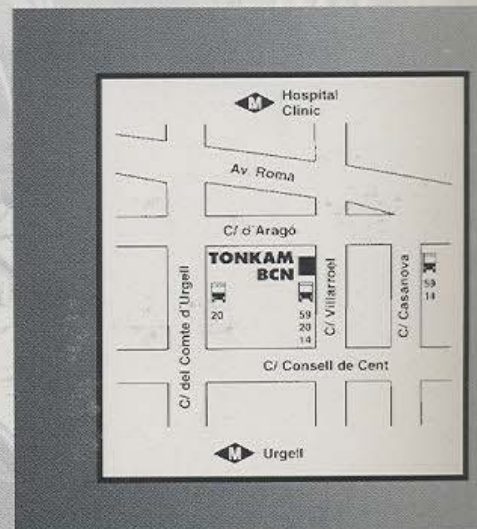 M Hospital
Clinic
Av. Roma
C/ d'Aragó
TONKAM
BCN
20
59
20
14
C/ del Comte d'Urgell
C/ Villarroel
C/ Casanova
59
14
C/ Consell de Cent
M Urgell